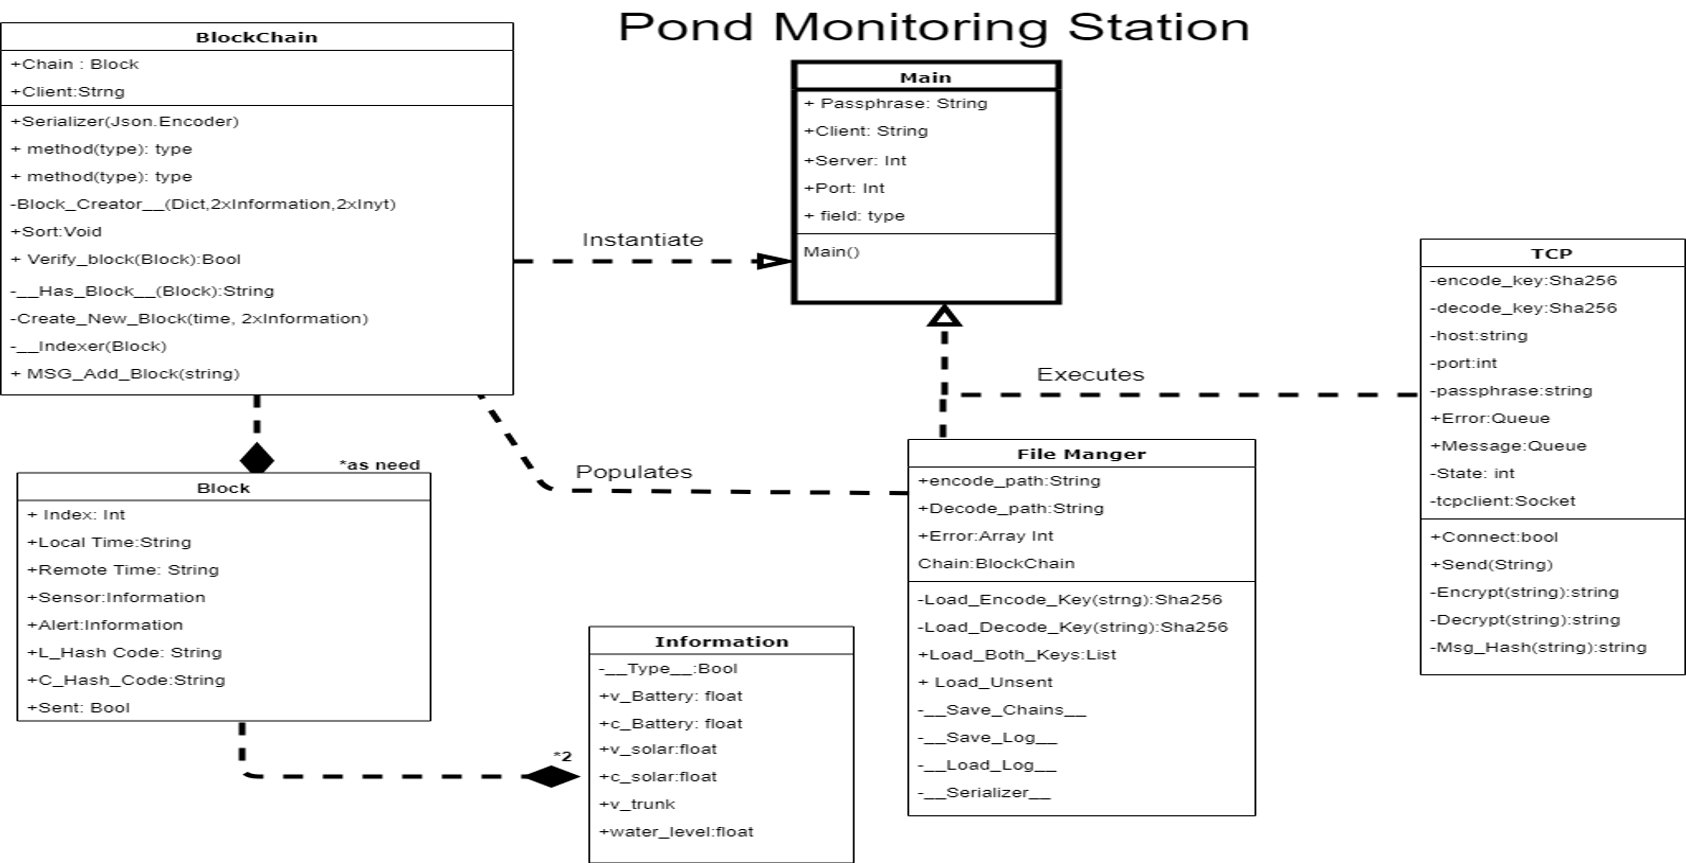 Pond Monitoring Station
BlockChain
+Chain : Block
+Client:Strng
+Serializer(Json.Encoder)
+ method(type): type
+ method(type): type
-Block_Creator__(Dict,2xInformation,2xInyt)
+Sort:Void
+ Verify_block(Block):Bool
-__Has_Block__(Block):String
-Create_New_Block(time, 2xInformation)
-__Indexer(Block)
+ MSG_Add_Block(string)
Instantiate
Main
+ Passphrase: String
+Client: String
+Server: Int
+Port: Int
+ field: type
Main()
Executes
TCP
-encode_key:Sha256
-decode_key:Sha256
-host:string
-port:int
-passphrase:string
+Error:Queue
+Message:Queue
-State: int
-tcpclient:Socket
+Connect:bool
+Send(String)
-Encrypt(string):string
-Decrypt(string):string
-Msg_Hash(string):string
Populates
*as need
Block
+ Index: Int
+Local Time:String
+Remote Time: String
+Sensor:Information
+Alert:Information
+L_Hash Code: String
+C_Hash_Code:String
+Sent: Bool
*2
Information
-__Type__:Bool
+v_Battery: float
+c_Battery: float
+v_solar:float
+c_solar:float
+v_trunk
+water_level:float
File Manger
+encode_path:String
+Decode_path:String
+Error:Array Int
Chain:BlockChain
-Load_Encode_Key(strng):Sha256
-Load_Decode_Key(string):Sha256
+Load_Both_Keys:List
+ Load_Unsent
-__Save_Chains__
-__Save_Log__
-__Load_Log__
-__Serializer__